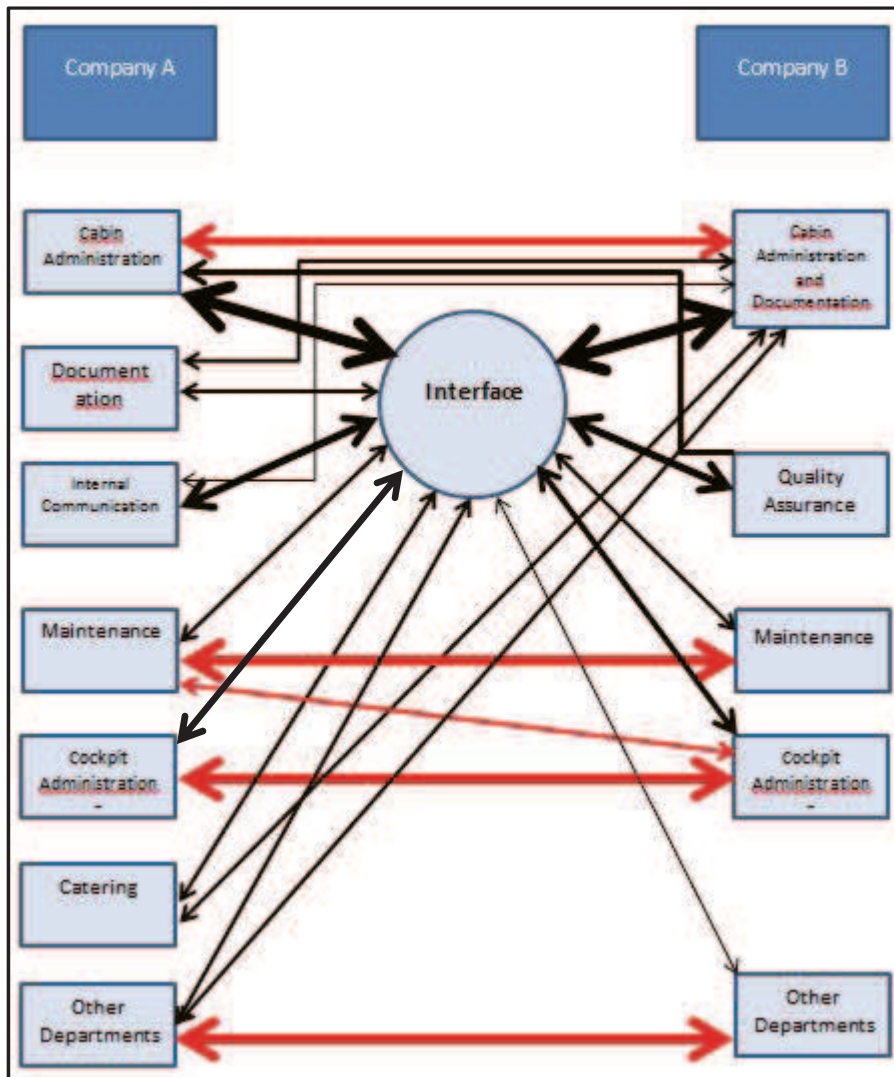 Company A
Company B
Cabin
Administration
Cabin
Administration
and
Documentation
Document
ation
Interface
Internal
Communication
Quality
Assurance
Maintenance
Maintenance
Cockpit
Administration
-
Cockpit
Administration
-
Catering
Other
Departments
Other
Departments